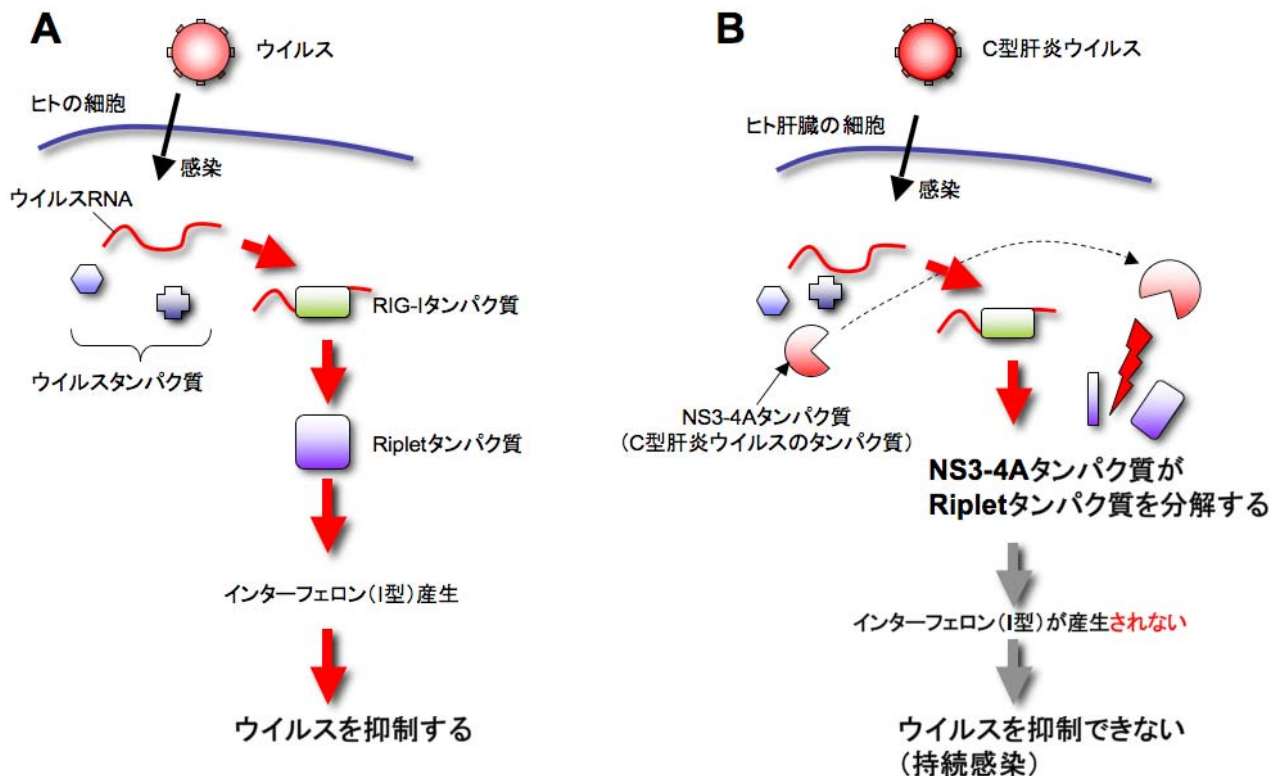 A
ウイルス
ヒトの細胞
感染
ウイルスRNA
RIG-Iタンパク質
ウイルスタンパク質
Ripletタンパク質
インターフェロン（I型）産生
ウイルスを抑制する
B
C型肝炎ウイルス
ヒト肝臓の細胞
感染
NS3-4Aタンパク質
（C型肝炎ウイルスのタンパク質）
NS3-4Aタンパク質が
Ripletタンパク質を分解する
インターフェロン（I型）が産生されない
ウイルスを抑制できない
（持続感染）